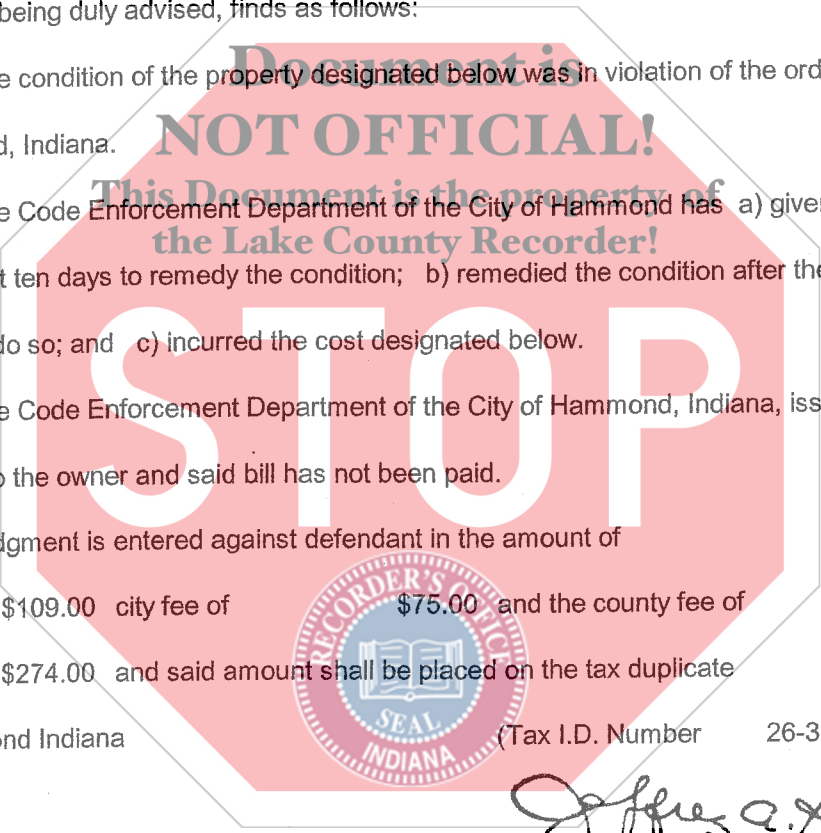 being duly advised, finds as follows:
Document is
e condition of the property designated below was in violation of the ord
NOT OFFICIAL!
d, Indiana.
This Document is the property of
e Code Enforcement Department of the City of Hammond has a) give
the Lake County Recorder!
t ten days to remedy the condition; b) remedied the condition after the
do so; and c) incurred the cost designated below.
STOP
e Code Enforcement Department of the City of Hammond, Indiana, iss
o the owner and said bill has not been paid.
dgment is entered against defendant in the amount of
$109.00 city fee of $75.00 and the county fee of
$274.00 and said amount shall be placed on the tax duplicate
RECORDER'S OFFICE
SEAL
INDIANA
ond Indiana (Tax I.D. Number 26-3
Jeffrey A.